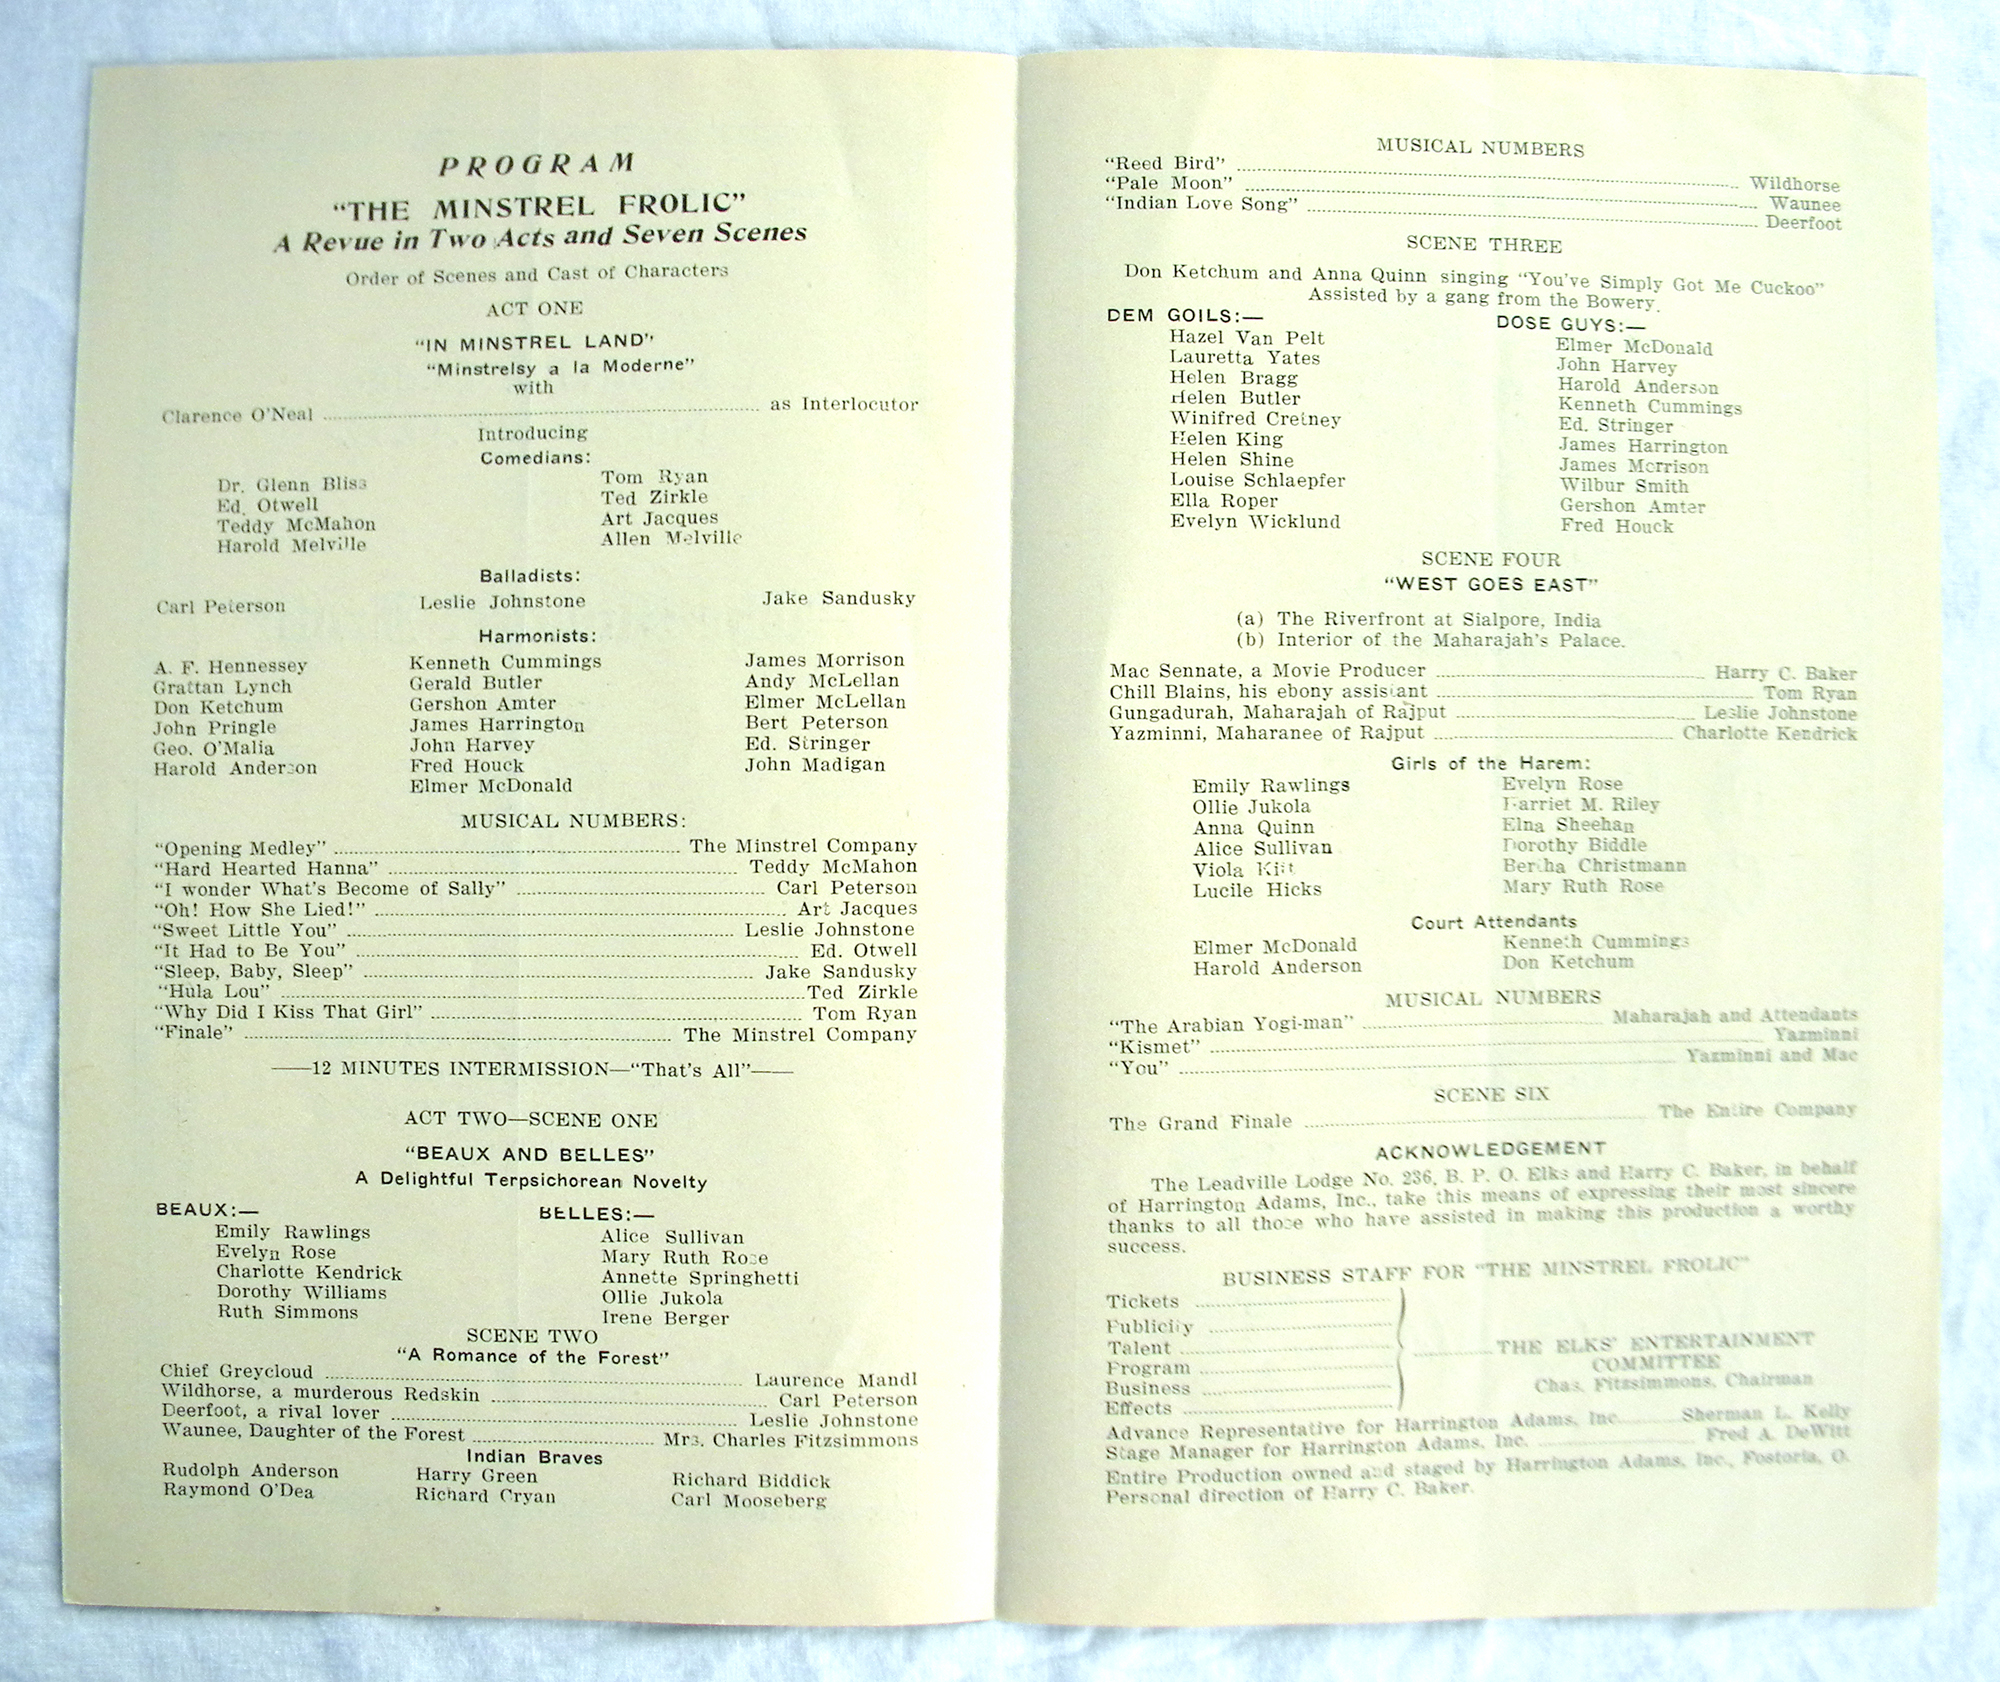 PROGRAM
"THE MINSTREL FROLIC"
A Revue in Two Acts and Seven Scenes
Order of Scenes and Cast of Characters
ACT ONE
"IN MINSTREL LAND"
"Minstrelsy a la Moderne"
with
Clarence O'Neal ........ as Interlocutor
Introducing
Comedians:
Dr. Glenn Bliss Tom Ryan
Ed. Otwell Ted Zirkle
Teddy McMahon Art Jacques
Harold Melville Allen Melville
Balladists:
Carl Peterson Leslie Johnstone Jake Sandusky
Harmonists:
A. F. Hennessey Kenneth Cummings James Morrison
Grattan Lynch Gerald Butler Andy McLellan
Don Ketchum Gershon Amter Elmer McLellan
John Pringle James Harrington Bert Peterson
Geo. O'Malia John Harvey Ed. Stringer
Harold Anderson Fred Houck John Madigan
Elmer McDonald
MUSICAL NUMBERS:
"Opening Medley" ........ The Minstrel Company
"Hard Hearted Hanna" ........ Teddy McMahon
"I wonder What's Become of Sally" ........ Carl Peterson
"Oh! How She Lied!" ........ Art Jacques
"Sweet Little You" ........ Leslie Johnstone
"It Had to Be You" ........ Ed. Otwell
"Sleep, Baby, Sleep" ........ Jake Sandusky
"Hula Lou" ........ Ted Zirkle
"Why Did I Kiss That Girl" ........ Tom Ryan
"Finale" ........ The Minstrel Company
——12 MINUTES INTERMISSION—"That's All"——
ACT TWO—SCENE ONE
"BEAUX AND BELLES"
A Delightful Terpsichorean Novelty
BEAUX:— BELLES:—
Emily Rawlings Alice Sullivan
Evelyn Rose Mary Ruth Rose
Charlotte Kendrick Annette Springhetti
Dorothy Williams Ollie Jukola
Ruth Simmons Irene Berger
SCENE TWO
"A Romance of the Forest"
Chief Greycloud ........ Laurence Mandl
Wildhorse, a murderous Redskin ........ Carl Peterson
Deerfoot, a rival lover ........ Leslie Johnstone
Waunee, Daughter of the Forest ........ Mrs. Charles Fitzsimmons
Indian Braves
Rudolph Anderson Harry Green Richard Biddick
Raymond O'Dea Richard Cryan Carl Mooseberg
MUSICAL NUMBERS
"Reed Bird" ........ Wildhorse
"Pale Moon" ........ Waunee
"Indian Love Song" ........ Deerfoot
SCENE THREE
Don Ketchum and Anna Quinn singing "You've Simply Got Me Cuckoo"
Assisted by a gang from the Bowery.
DEM GOILS:— DOSE GUYS:—
Hazel Van Pelt Elmer McDonald
Lauretta Yates John Harvey
Helen Bragg Harold Anderson
Helen Butler Kenneth Cummings
Winifred Cretney Ed. Stringer
Helen King James Harrington
Helen Shine James Morrison
Louise Schlaepfer Wilbur Smith
Ella Roper Gershon Amter
Evelyn Wicklund Fred Houck
SCENE FOUR
"WEST GOES EAST"
(a) The Riverfront at Sialpore, India
(b) Interior of the Maharajah's Palace.
Mac Sennate, a Movie Producer ........ Harry C. Baker
Chill Blains, his ebony assistant ........ Tom Ryan
Gungadurah, Maharajah of Rajput ........ Leslie Johnstone
Yazminni, Maharanee of Rajput ........ Charlotte Kendrick
Girls of the Harem:
Emily Rawlings Evelyn Rose
Ollie Jukola Harriet M. Riley
Anna Quinn Elna Sheehan
Alice Sullivan Dorothy Biddle
Viola Bertha Christmann
Lucile Hicks Mary Ruth Rose
Court Attendants
Elmer McDonald Kenneth Cummings
Harold Anderson Don Ketchum
MUSICAL NUMBERS
"The Arabian Yogi-man" ........ Maharajah and Attendants
"Kismet" ........ Yazminni
"You" ........ Yazminni and Mac
SCENE SIX
The Grand Finale ........ The Entire Company
ACKNOWLEDGEMENT
The Leadville Lodge No. 236, B. P. O. Elks and Harry C. Baker, in behalf
of Harrington Adams, Inc., take this means of expressing their most sincere
thanks to all those who have assisted in making this production a worthy
success.
BUSINESS STAFF FOR "THE MINSTREL FROLIC"
Tickets ........
Publicity ........
Talent ........ THE ELKS' ENTERTAINMENT
Program ........ COMMITTEE
Business ........ Chas. Fitzsimmons, Chairman
Effects ........
Advance Representative for Harrington Adams, Inc. ........ Sherman L. Kelly
Stage Manager for Harrington Adams, Inc. ........ Fred A. DeWitt
Entire Production owned and staged by Harrington Adams, Inc., Fostoria, O.
Personal direction of Harry C. Baker.